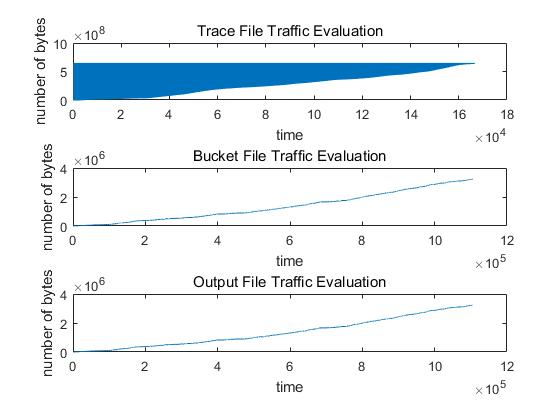 Trace File Traffic Evaluation
×10^8
number of bytes
10
5
0
0 2 4 6 8 10 12 14 16 18
time
×10^4
Bucket File Traffic Evaluation
×10^6
number of bytes
4
2
0
0 2 4 6 8 10 12
time
×10^5
Output File Traffic Evaluation
×10^6
number of bytes
4
2
0
0 2 4 6 8 10 12
time
×10^5